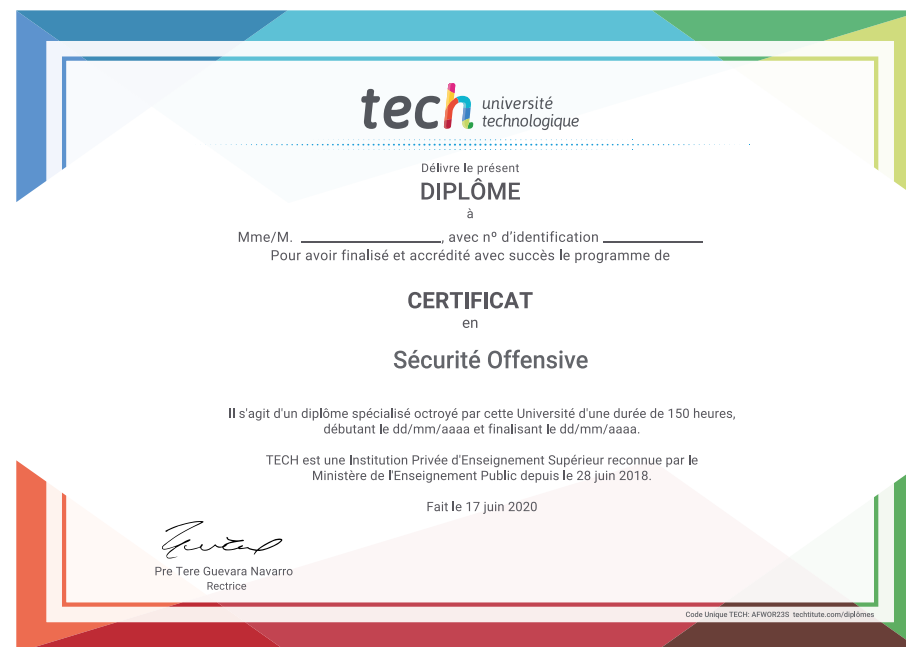 tech université
technologique
Délivre le présent
DIPLÔME
à
Mme/M. ____________________, avec nº d'identification ______________
Pour avoir finalisé et accrédité avec succès le programme de
CERTIFICAT
en
Sécurité Offensive
Il s'agit d'un diplôme spécialisé octroyé par cette Université d'une durée de 150 heures,
débutant le dd/mm/aaaa et finalisant le dd/mm/aaaa.
TECH est une Institution Privée d'Enseignement Supérieur reconnue par le
Ministère de l'Enseignement Public depuis le 28 juin 2018.
Fait le 17 juin 2020
Pre Tere Guevara Navarro
Rectrice
Code Unique TECH: AFWOR23S techtitute.com/diplômes